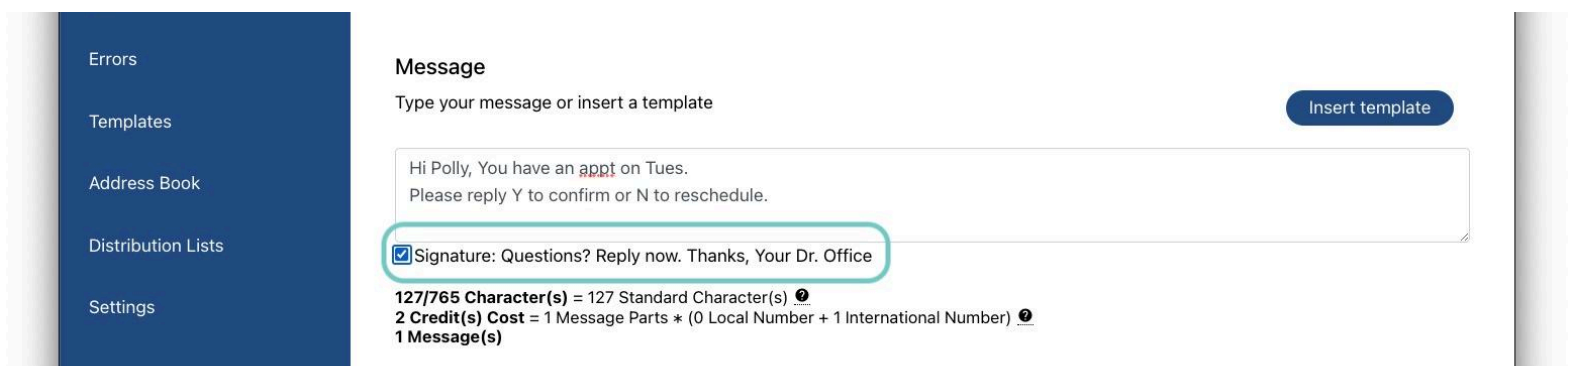 Errors
Templates
Address Book
Distribution Lists
Settings
Message
Type your message or insert a template
Insert template
Hi Polly, You have an appt on Tues.
Please reply Y to confirm or N to reschedule.
Signature: Questions? Reply now. Thanks, Your Dr. Office
127/765 Character(s) = 127 Standard Character(s) ?
2 Credit(s) Cost = 1 Message Parts * (0 Local Number + 1 International Number) ?
1 Message(s)